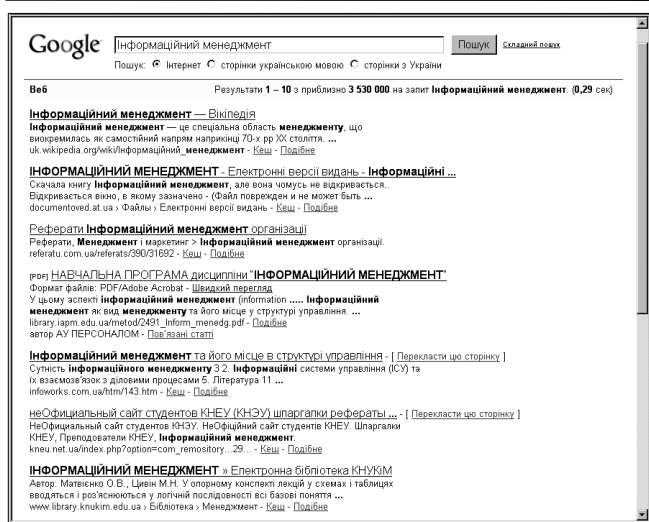 Google Інформаційний менеджмент Пошук Складний пошук
Пошук: Інтернет сторінки українською мовою сторінки з України
Веб Результати 1 – 10 з приблизно 3 530 000 на запит Інформаційний менеджмент. (0,29 сек)
Інформаційний менеджмент — Вікіпедія
Інформаційний менеджмент — це спеціальна область менеджменту, що
виокремилась як самостійний напрям наприкінці 70-х рр XX століття. ...
uk.wikipedia.org/wiki/Інформаційний_менеджмент - Кеш - Подібне
ІНФОРМАЦІЙНИЙ МЕНЕДЖМЕНТ - Електронні версії видань - Інформаційні ...
Скачала книгу Інформаційний менеджмент, але вона чомусь не відкривається..
Відкривається вікно, в якому зазначено - (Файл поврежден и не может быть ...
documentoved.at.ua › Файлы › Електронні версії видань - Кеш - Подібне
Реферати Інформаційний менеджмент організації
Реферати, Менеджмент і маркетинг > Інформаційний менеджмент організації.
referatu.com.ua/referats/390/31692 - Кеш - Подібне
[PDF] НАВЧАЛЬНА ПРОГРАМА дисципліни "ІНФОРМАЦІЙНИЙ МЕНЕДЖМЕНТ"
Формат файлів: PDF/Adobe Acrobat - Швидкий перегляд
У цьому аспекті інформаційний менеджмент (information ..... Інформаційний
менеджмент як вид менеджменту та його місце у структурі управління. ...
library.iapm.edu.ua/metod/2491_Inform_menedg.pdf - Подібне
автор АУ ПЕРСОНАЛОМ - Пов'язані статті
Інформаційний менеджмент та його місце в структурі управління - [ Перекласти цю сторінку ]
Сутність інформаційного менеджменту 3 2. Інформаційні системи управління (ІСУ) та
їх взаємозв'язок з діловими процесами 5. Література 11 ...
infoworks.com.ua/htm/143.htm - Кеш - Подібне
неОфициальный сайт студентов КНЕУ (КНЭУ) шпаргалки рефераты ... - [ Перекласти цю сторінку ]
НеОфициальный сайт студентов КНЭУ. НеОфіційний сайт студентів КНЕУ. Шпаргалки
КНЕУ, Преподователи КНЕУ, Інформаційний менеджмент.
kneu.net.ua/index.php?option=com_remository...29... - Кеш - Подібне
ІНФОРМАЦІЙНИЙ МЕНЕДЖМЕНТ » Електронна бібліотека КНУКіМ
Автор: Матвієнко О.В., Цивін М.Н. У опорному конспекті лекцій у схемах і таблицях
вводяться і роз'яснюються у логічній послідовності всі базові поняття ...
www.library.knukim.edu.ua › Бібліотека › Менеджмент - Кеш - Подібне